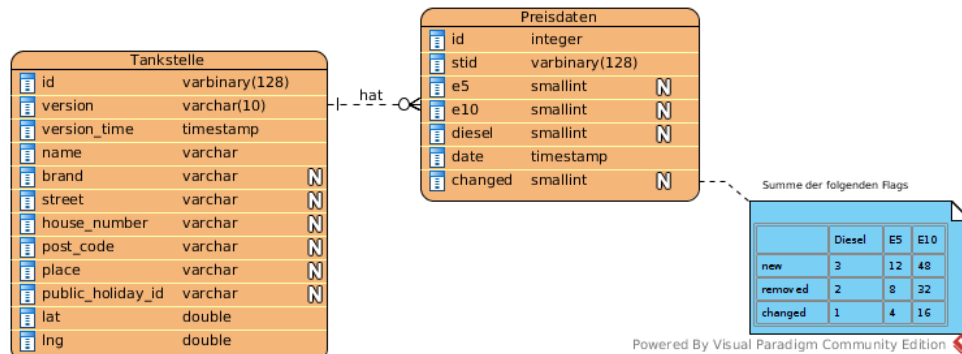 Tankstelle
id varbinary(128)
version varchar(10)
version_time timestamp
name varchar
brand varchar N
street varchar N
house_number varchar N
post_code varchar N
place varchar N
public_holiday_id varchar N
lat double
lng double
hat
Preisdaten
id integer
stid varbinary(128)
e5 smallint N
e10 smallint N
diesel smallint N
date timestamp
changed smallint N
Summe der folgenden Flags
Diesel E5 E10
new 3 12 48
removed 2 8 32
changed 1 4 16
Powered By Visual Paradigm Community Edition